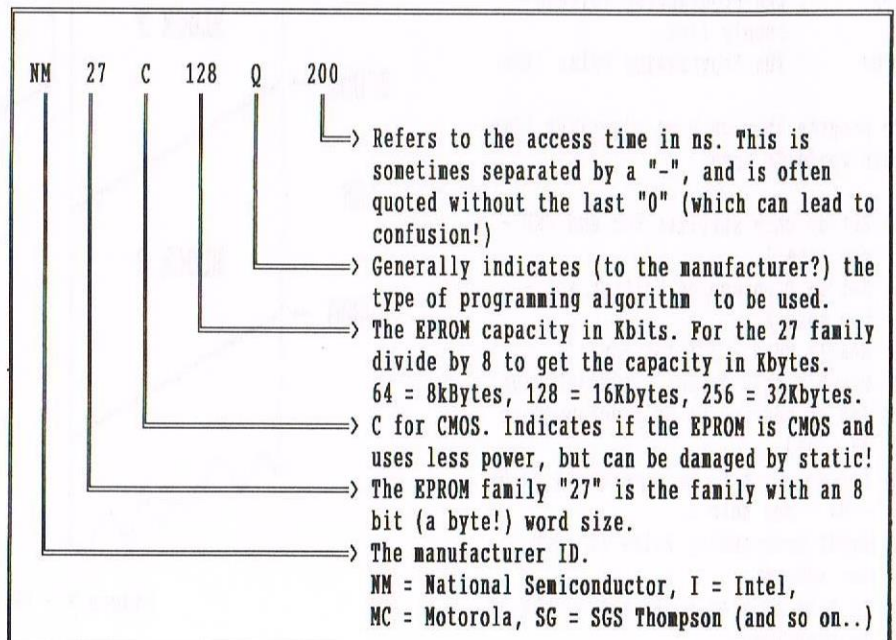 NM 27 C 128 Q 200
Refers to the access time in ns. This is
sometimes separated by a "-", and is often
quoted without the last "0" (which can lead to
confusion!)
Generally indicates (to the manufacturer?) the
type of programming algorithm to be used.
The EPROM capacity in Kbits. For the 27 family
divide by 8 to get the capacity in Kbytes.
64 = 8kBytes, 128 = 16Kbytes, 256 = 32Kbytes.
C for CMOS. Indicates if the EPROM is CMOS and
uses less power, but can be damaged by static!
The EPROM family "27" is the family with an 8
bit (a byte!) word size.
The manufacturer ID.
NM = National Semiconductor, I = Intel,
MC = Motorola, SG = SGS Thompson (and so on..)